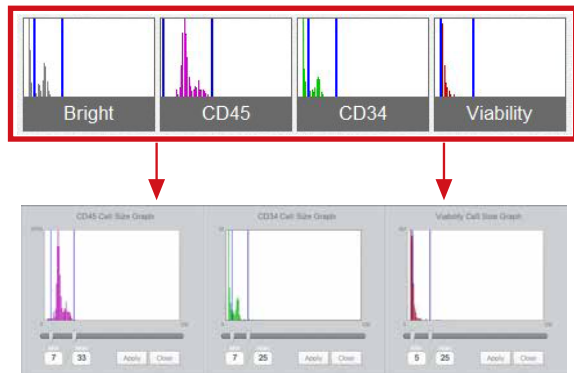 Bright CD45 CD34 Viability
CD45 Cell Size Graph CD34 Cell Size Graph Viability Cell Size Graph
7 33 Apply Close 7 25 Apply Close 5 25 Apply Close